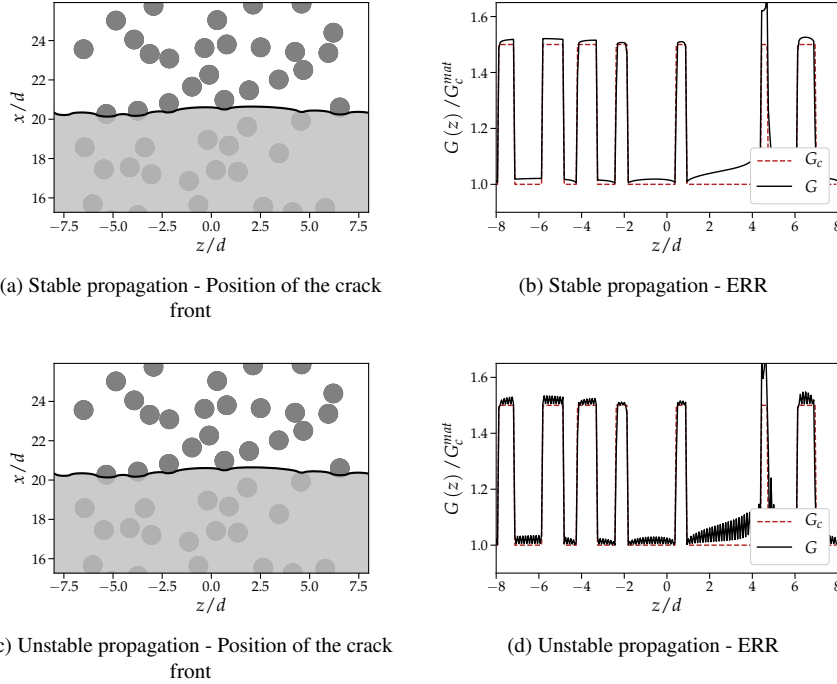 24
22
20
18
16
x/d
−7.5 −5.0 −2.5 0.0 2.5 5.0 7.5
z/d
1.6
1.4
1.2
1.0
G (z) /G_c^{mat}
G_c
G
−8 −6 −4 −2 0 2 4 6 8
z/d
(a) Stable propagation - Position of the crack
front
(b) Stable propagation - ERR
24
22
20
18
16
x/d
−7.5 −5.0 −2.5 0.0 2.5 5.0 7.5
z/d
1.6
1.4
1.2
1.0
G (z) /G_c^{mat}
G_c
G
−8 −6 −4 −2 0 2 4 6 8
z/d
c) Unstable propagation - Position of the crack
front
(d) Unstable propagation - ERR